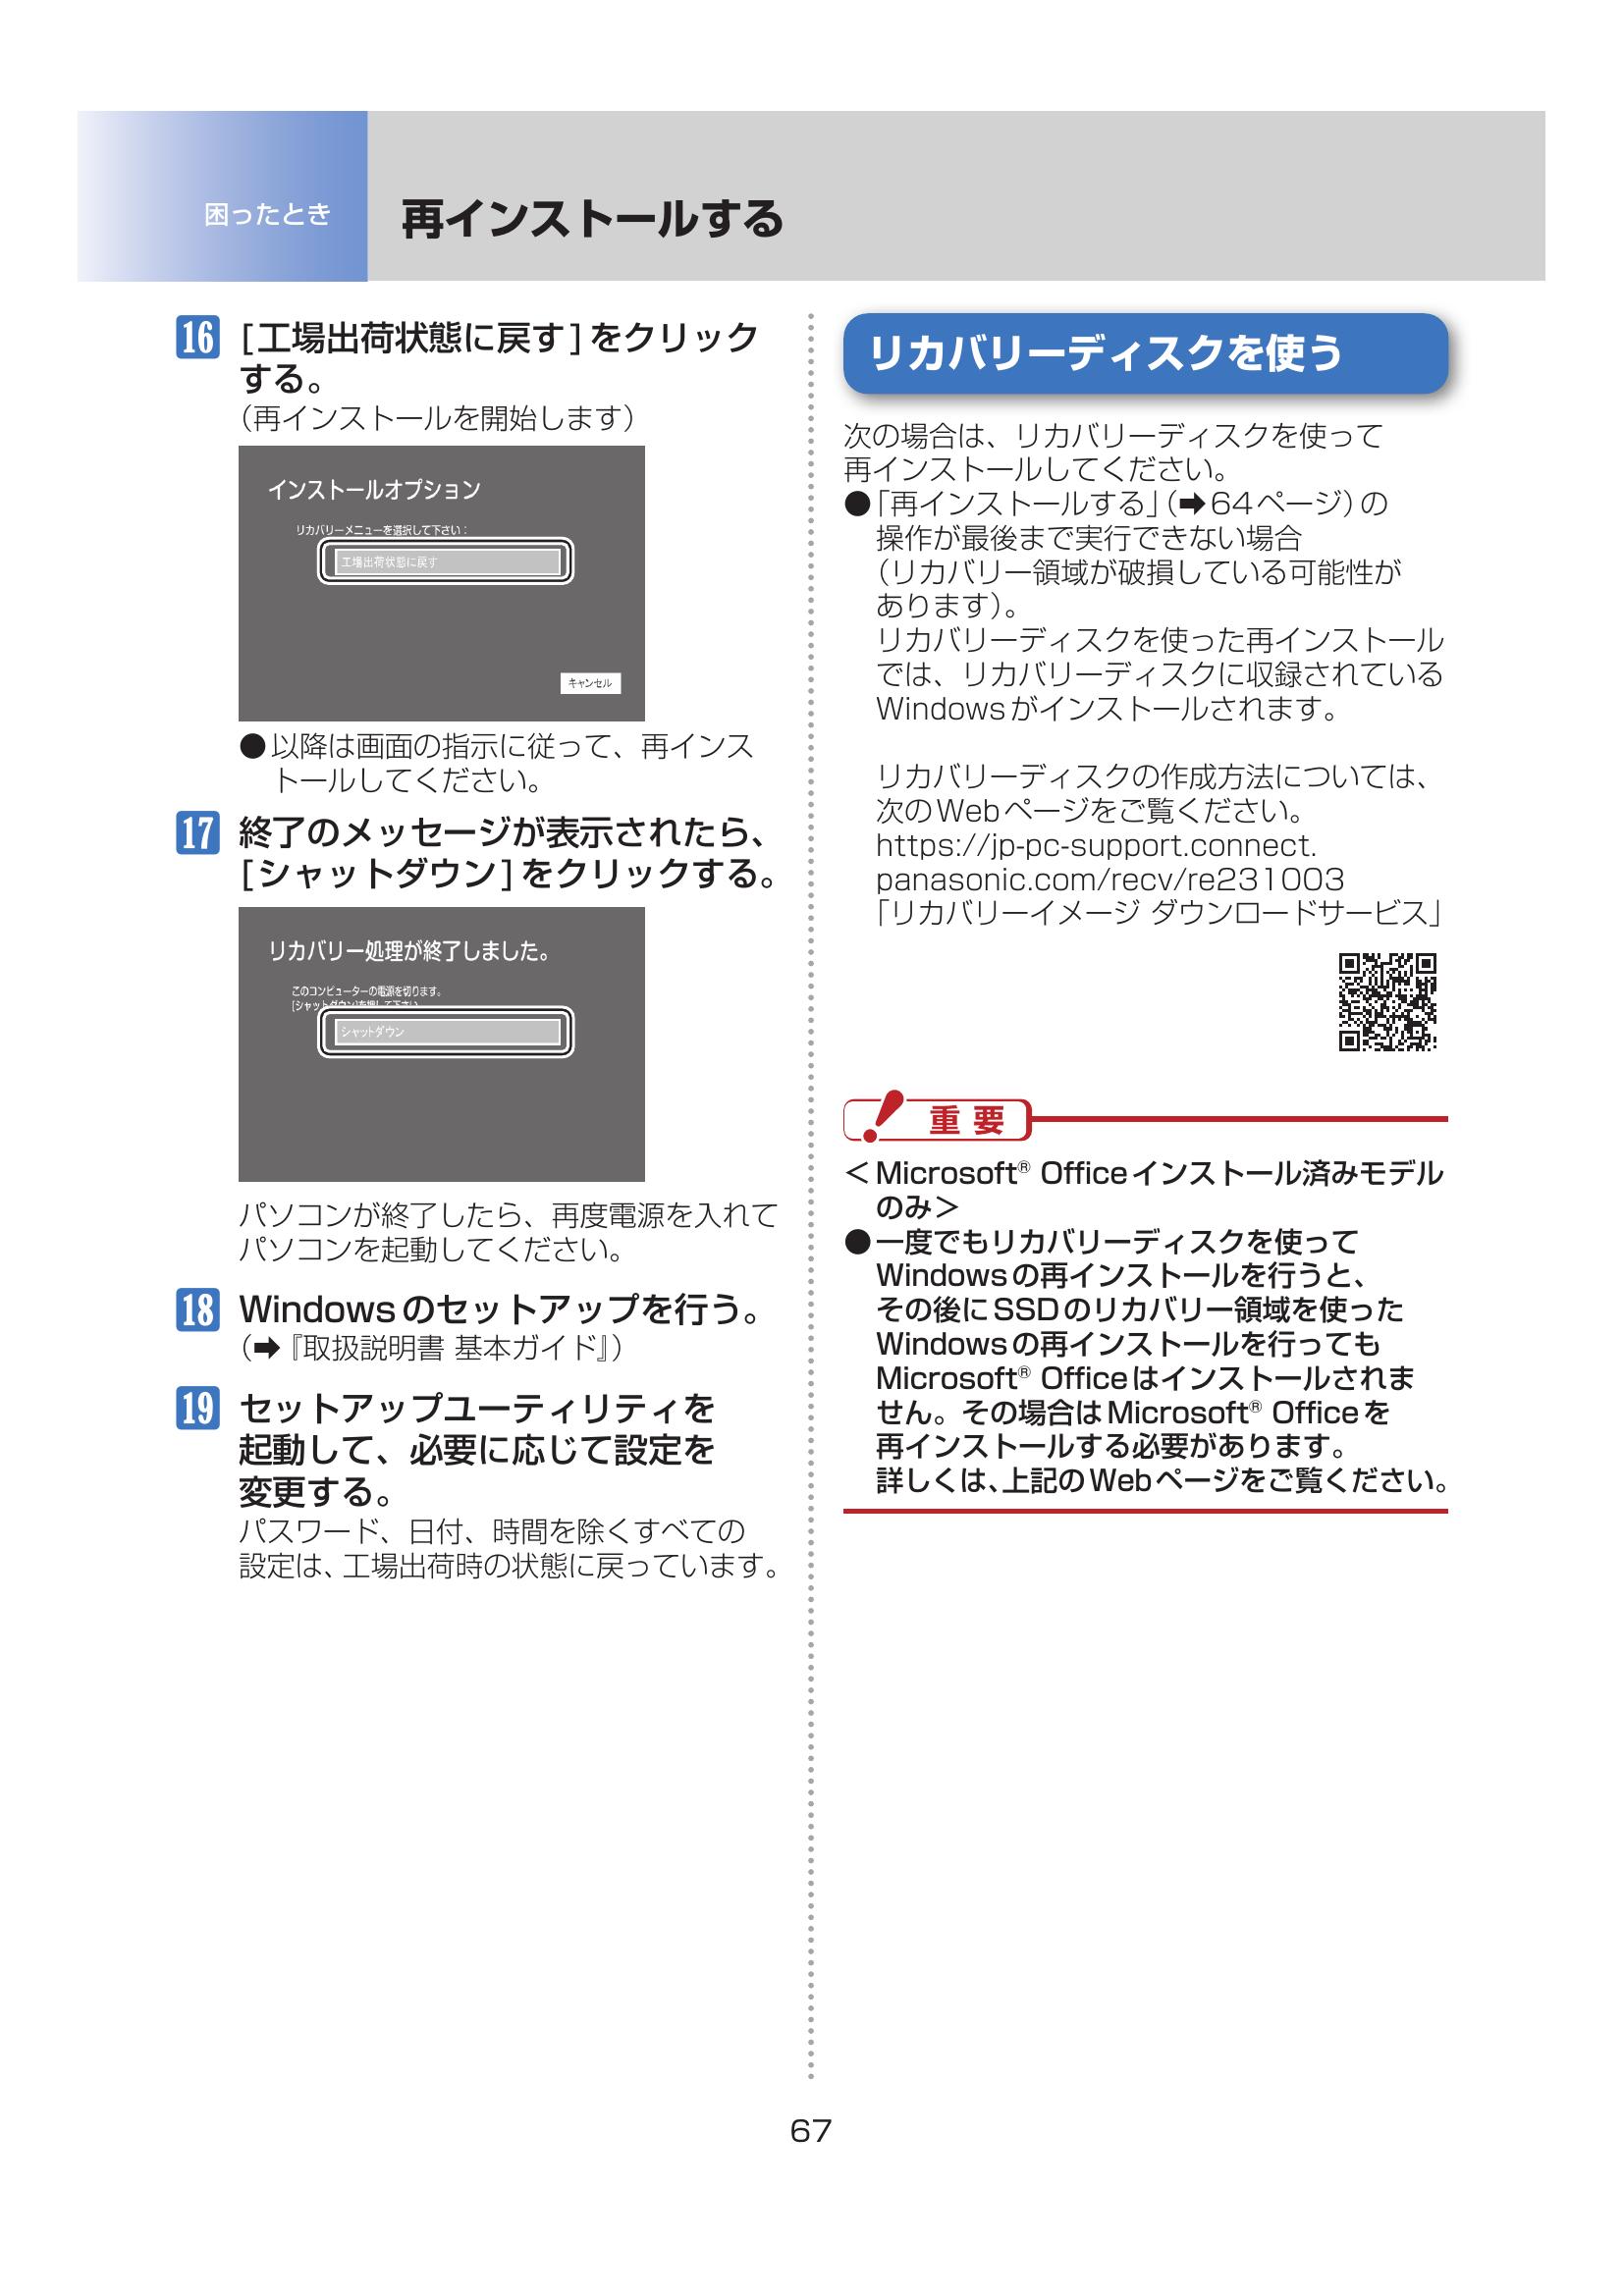 困ったとき
再インストールする
16 [工場出荷状態に戻す]をクリック
する。
(再インストールを開始します)
インストールオプション
リカバリーメニューを選択して下さい:
工場出荷状態に戻す
キャンセル
●以降は画面の指示に従って、再インス
トールしてください。
17 終了のメッセージが表示されたら、
[シャットダウン]をクリックする。
リカバリー処理が終了しました。
このコンピューターの電源を切ります。
[シャットダウン]を押して下さい
シャットダウン
パソコンが終了したら、再度電源を入れて
パソコンを起動してください。
18 Windowsのセットアップを行う。
(➡『取扱説明書 基本ガイド』)
19 セットアップユーティリティを
起動して、必要に応じて設定を
変更する。
パスワード、日付、時間を除くすべての
設定は、工場出荷時の状態に戻っています。
リカバリーディスクを使う
次の場合は、リカバリーディスクを使って
再インストールしてください。
●「再インストールする」(➡64ページ)の
操作が最後まで実行できない場合
(リカバリー領域が破損している可能性が
あります)。
リカバリーディスクを使った再インストール
では、リカバリーディスクに収録されている
Windowsがインストールされます。
リカバリーディスクの作成方法については、
次のWebページをご覧ください。
https://jp-pc-support.connect.
panasonic.com/recv/re231003
「リカバリーイメージ ダウンロードサービス」
重要
<Microsoft® Officeインストール済みモデル
のみ>
●一度でもリカバリーディスクを使って
Windowsの再インストールを行うと、
その後にSSDのリカバリー領域を使った
Windowsの再インストールを行っても
Microsoft® Officeはインストールされま
せん。その場合はMicrosoft® Officeを
再インストールする必要があります。
詳しくは、上記のWebページをご覧ください。
67